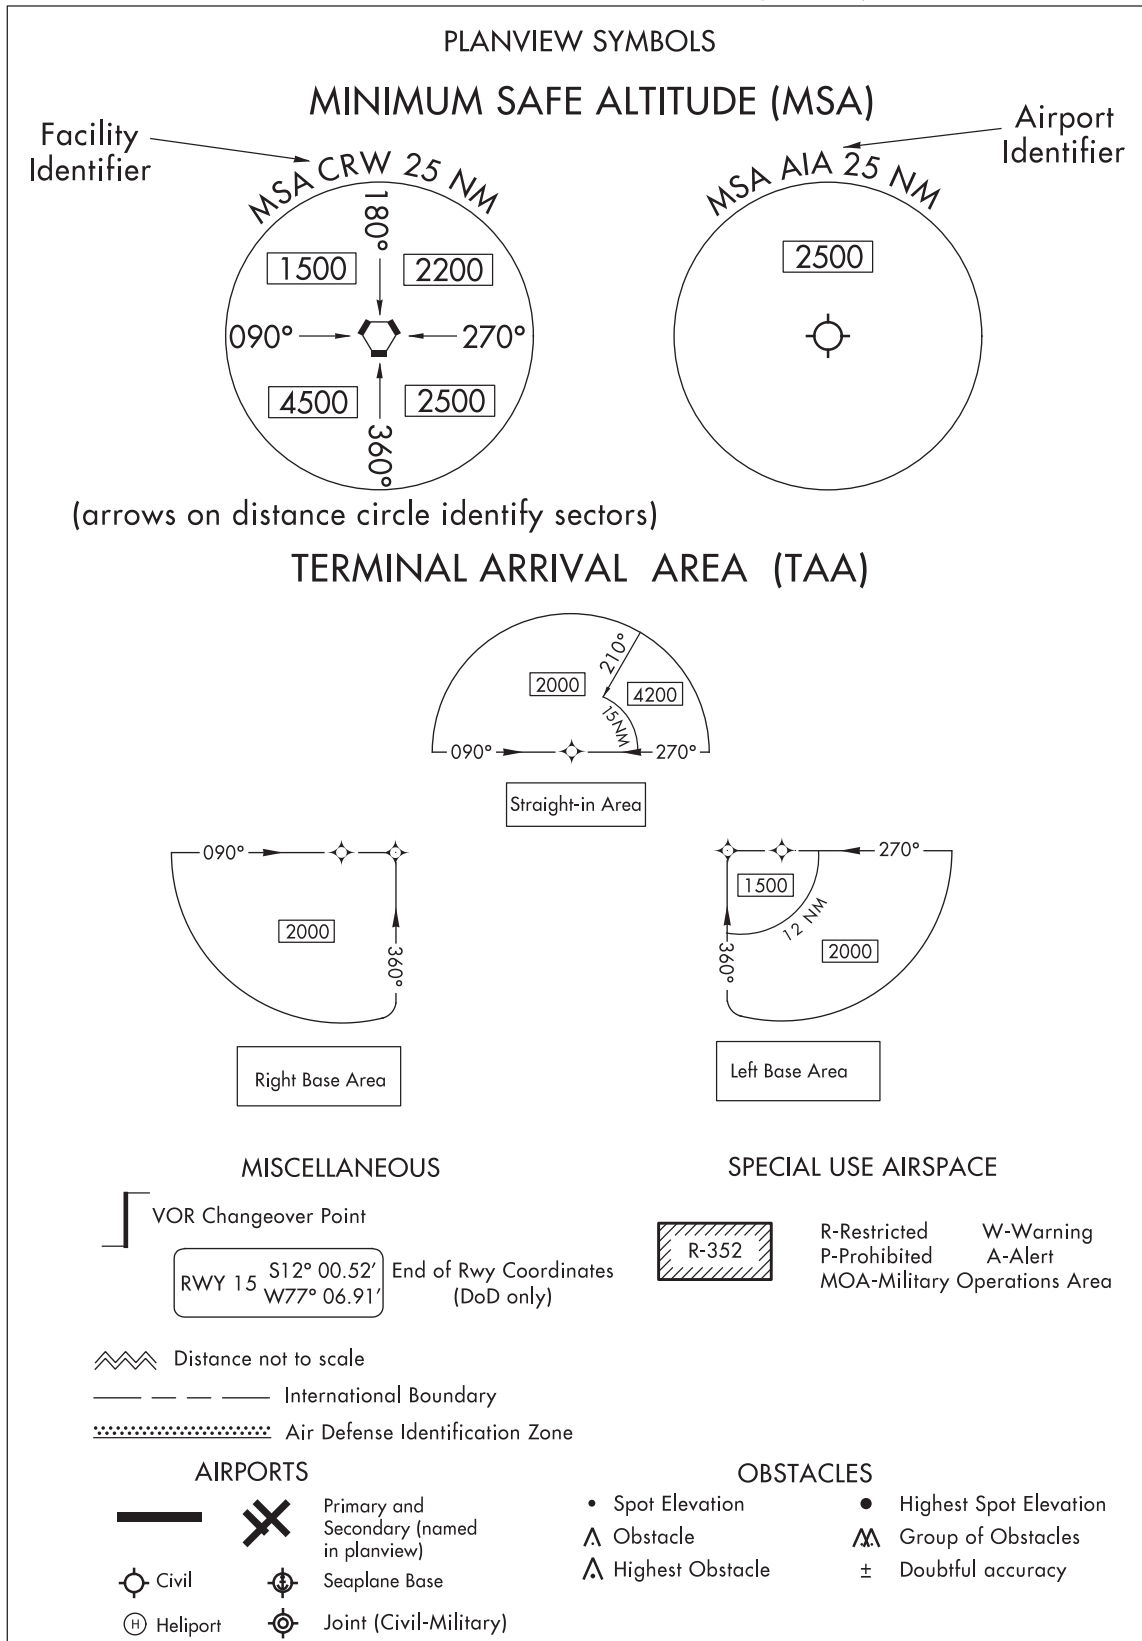 PLANVIEW SYMBOLS
MINIMUM SAFE ALTITUDE (MSA)
Facility
Identifier
Airport
Identifier
MSA CRW 25 NM
180°
1500
2200
090°
270°
4500
2500
360°
MSA AIA 25 NM
2500
(arrows on distance circle identify sectors)
TERMINAL ARRIVAL AREA (TAA)
210°
2000
4200
15NM
090°
270°
Straight-in Area
090°
2000
360°
Right Base Area
270°
1500
12 NM
2000
360°
Left Base Area
MISCELLANEOUS
VOR Changeover Point
RWY 15
S12° 00.52'
W77° 06.91'
End of Rwy Coordinates
(DoD only)
Distance not to scale
International Boundary
Air Defense Identification Zone
SPECIAL USE AIRSPACE
R-352
R-Restricted W-Warning
P-Prohibited A-Alert
MOA-Military Operations Area
AIRPORTS
Primary and
Secondary (named
in planview)
Civil
Seaplane Base
H
Heliport
Joint (Civil-Military)
OBSTACLES
Spot Elevation
Highest Spot Elevation
Obstacle
Group of Obstacles
Highest Obstacle
± Doubtful accuracy